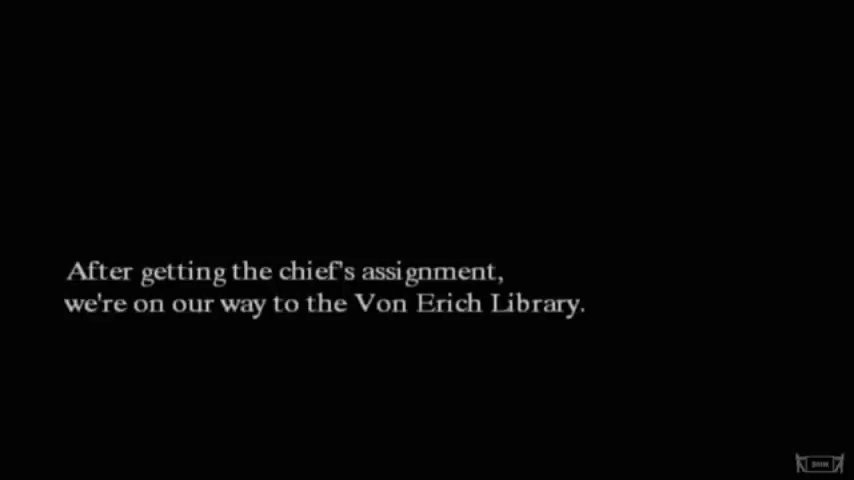 After getting the chief's assignment,
we're on our way to the Von Erich Library.